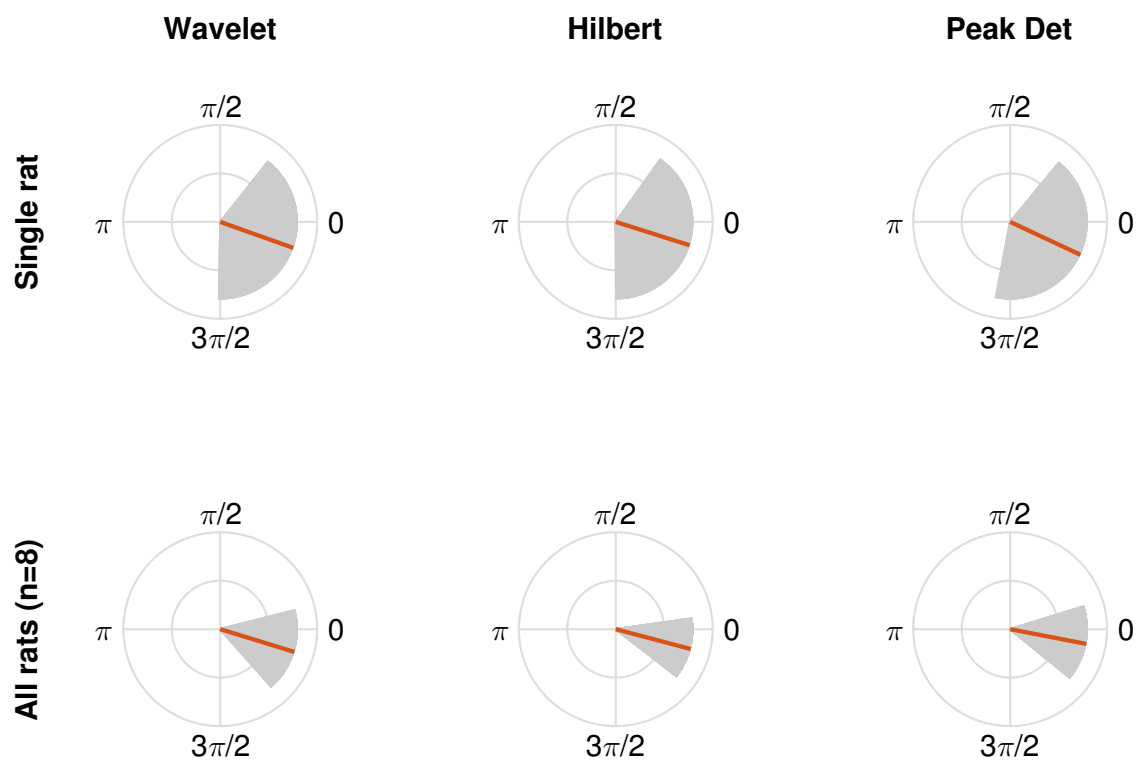 Wavelet Hilbert Peak Det
Single rat
π/2 π/2 π/2
π 0 π 0 π 0
3π/2 3π/2 3π/2
All rats (n=8)
π/2 π/2 π/2
π 0 π 0 π 0
3π/2 3π/2 3π/2